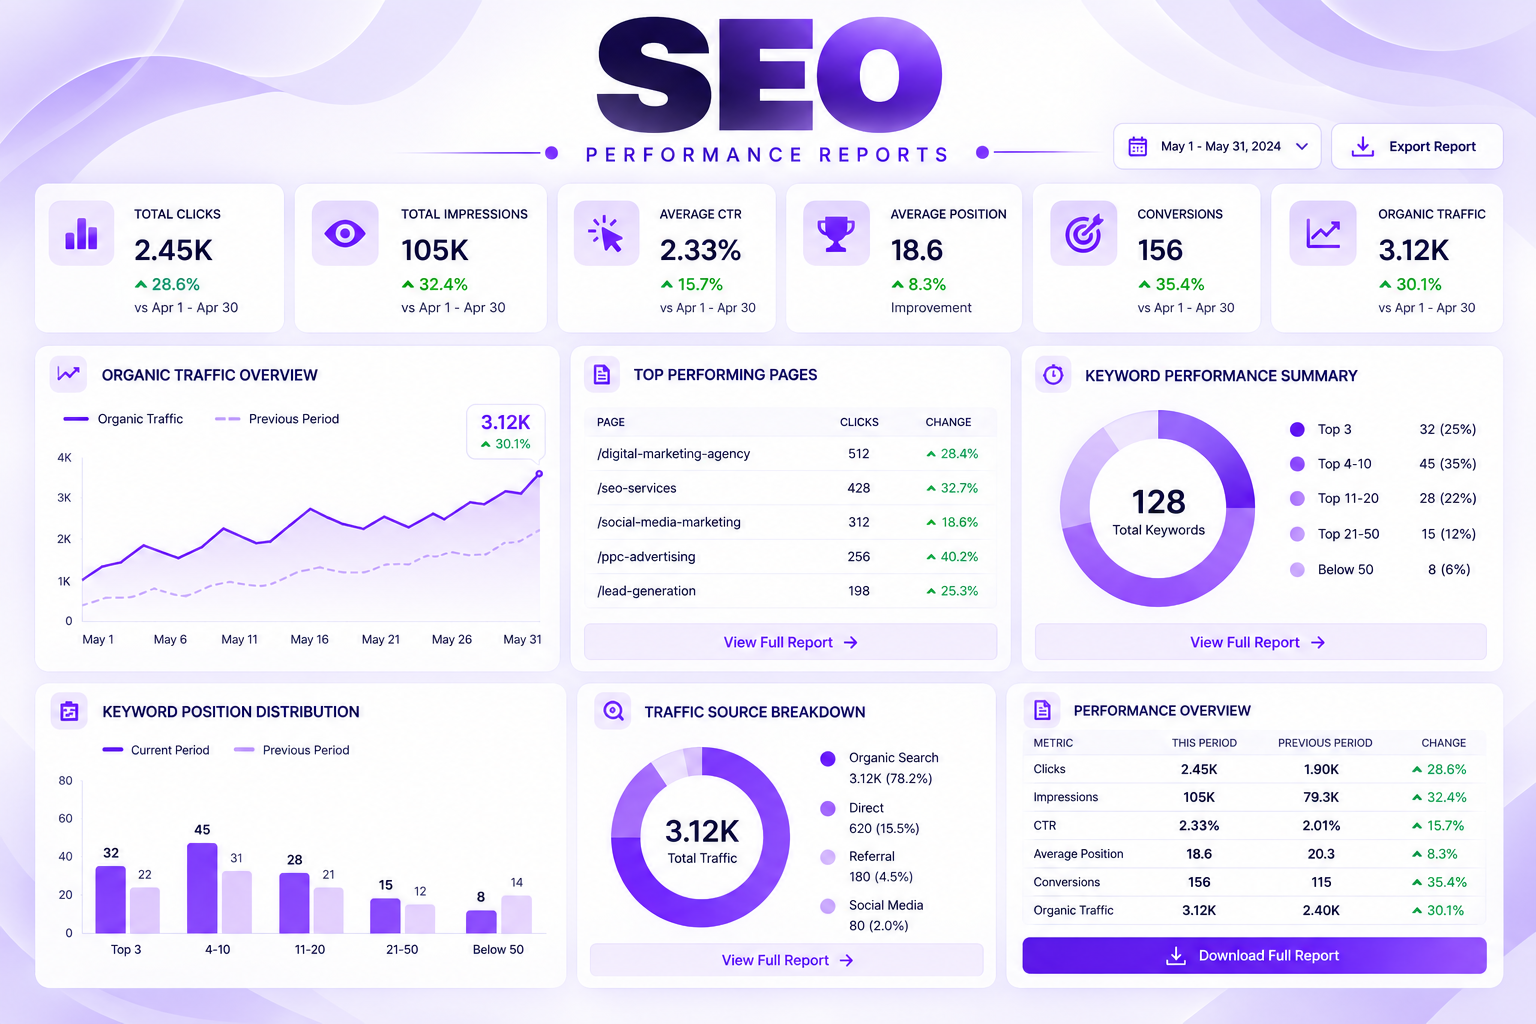 SEO
PERFORMANCE REPORTS
May 1 - May 31, 2024
Export Report
TOTAL CLICKS
2.45K
28.6%
vs Apr 1 - Apr 30
TOTAL IMPRESSIONS
105K
32.4%
vs Apr 1 - Apr 30
AVERAGE CTR
2.33%
15.7%
vs Apr 1 - Apr 30
AVERAGE POSITION
18.6
8.3%
Improvement
CONVERSIONS
156
35.4%
vs Apr 1 - Apr 30
ORGANIC TRAFFIC
3.12K
30.1%
vs Apr 1 - Apr 30
ORGANIC TRAFFIC OVERVIEW
Organic Traffic
Previous Period
3.12K
30.1%
4K
3K
2K
1K
0
May 1 May 6 May 11 May 16 May 21 May 26 May 31
TOP PERFORMING PAGES
PAGE CLICKS CHANGE
/digital-marketing-agency 512 28.4%
/seo-services 428 32.7%
/social-media-marketing 312 18.6%
/ppc-advertising 256 40.2%
/lead-generation 198 25.3%
View Full Report →
KEYWORD PERFORMANCE SUMMARY
128
Total Keywords
Top 3 32 (25%)
Top 4-10 45 (35%)
Top 11-20 28 (22%)
Top 21-50 15 (12%)
Below 50 8 (6%)
View Full Report →
KEYWORD POSITION DISTRIBUTION
Current Period
Previous Period
80
60
40
20
0
32 22
45 31
28 21
15 12
8 14
Top 3 4-10 11-20 21-50 Below 50
TRAFFIC SOURCE BREAKDOWN
3.12K
Total Traffic
Organic Search
3.12K (78.2%)
Direct
620 (15.5%)
Referral
180 (4.5%)
Social Media
80 (2.0%)
View Full Report →
PERFORMANCE OVERVIEW
METRIC THIS PERIOD PREVIOUS PERIOD CHANGE
Clicks 2.45K 1.90K 28.6%
Impressions 105K 79.3K 32.4%
CTR 2.33% 2.01% 15.7%
Average Position 18.6 20.3 8.3%
Conversions 156 115 35.4%
Organic Traffic 3.12K 2.40K 30.1%
Download Full Report